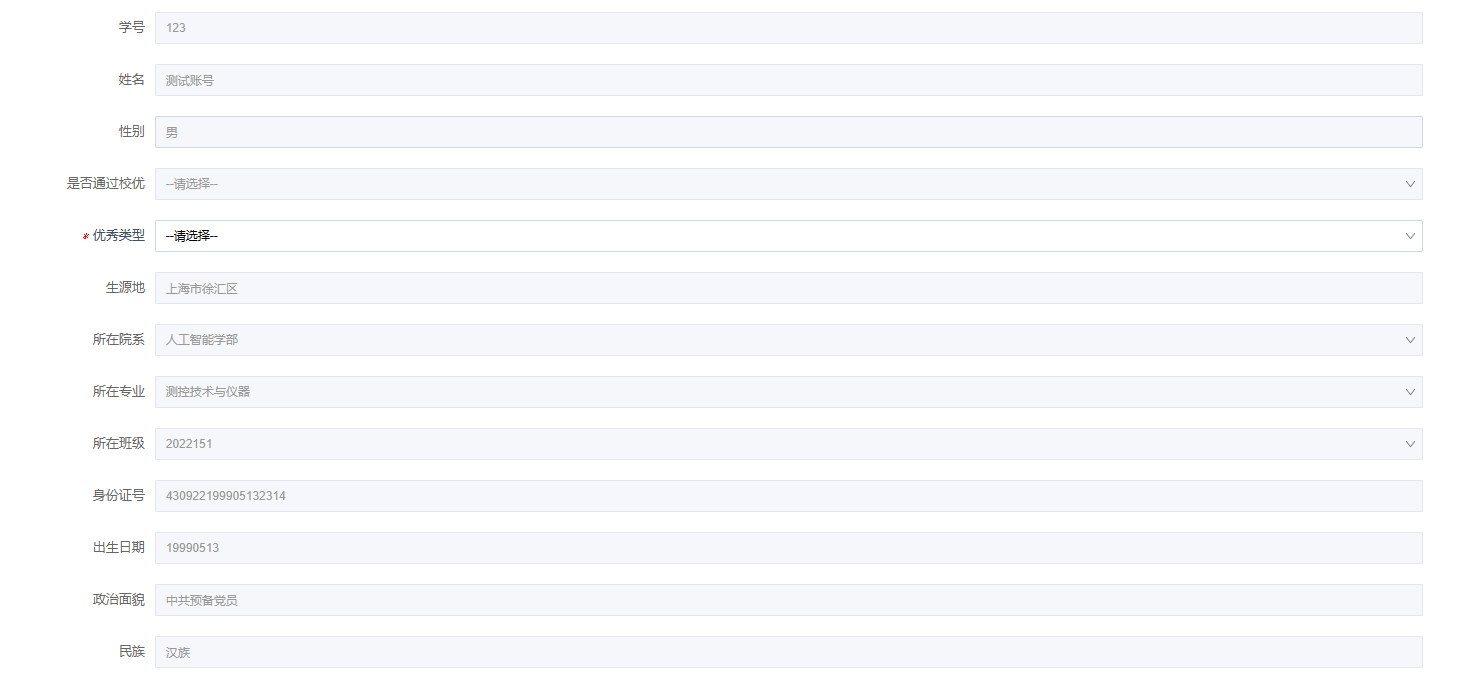 学号 123
姓名 测试账号
性别 男
是否通过校优 --请选择--
* 优秀类型 --请选择--
生源地 上海市徐汇区
所在院系 人工智能学部
所在专业 测控技术与仪器
所在班级 2022151
身份证号 430922199905132314
出生日期 19990513
政治面貌 中共预备党员
民族 汉族